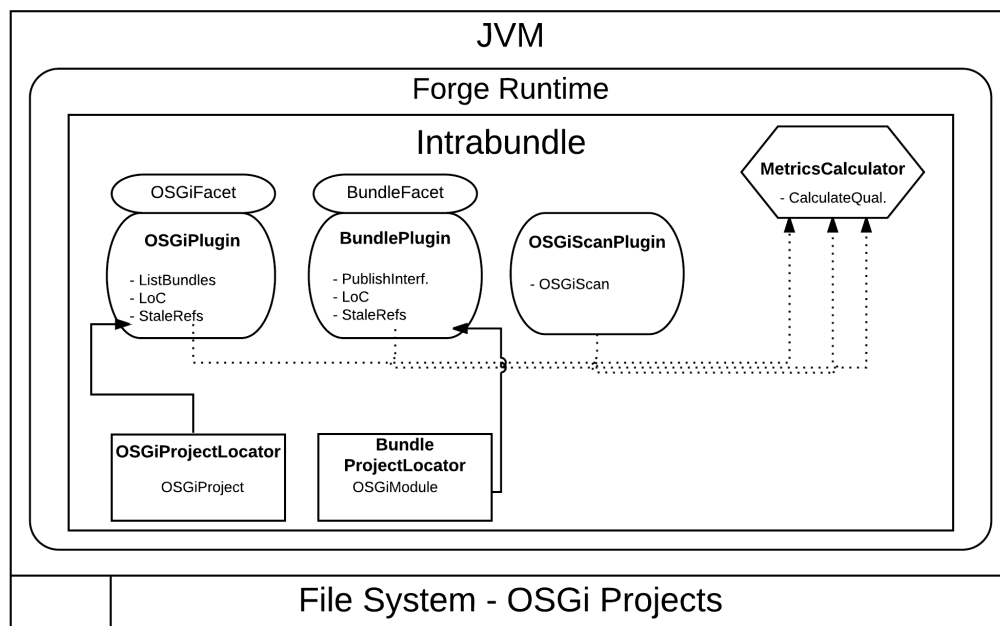 JVM
Forge Runtime
Intrabundle
MetricsCalculator
- CalculateQual.
OSGiFacet
OSGiPlugin
- ListBundles
- LoC
- StaleRefs
BundleFacet
BundlePlugin
- PublishInterf.
- LoC
- StaleRefs
OSGiScanPlugin
- OSGiScan
OSGiProjectLocator
OSGiProject
Bundle
ProjectLocator
OSGiModule
File System - OSGi Projects